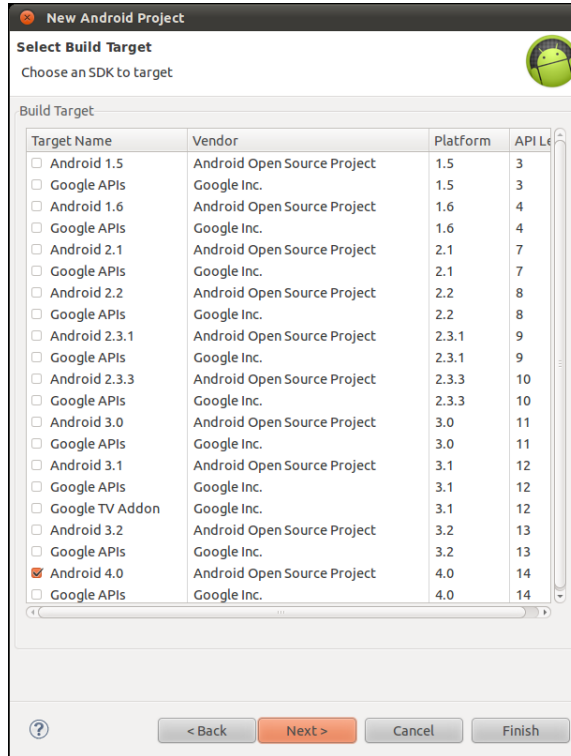 New Android Project
Select Build Target
Choose an SDK to target
Build Target
Target Name Vendor Platform API Le
Android 1.5 Android Open Source Project 1.5 3
Google APIs Google Inc. 1.5 3
Android 1.6 Android Open Source Project 1.6 4
Google APIs Google Inc. 1.6 4
Android 2.1 Android Open Source Project 2.1 7
Google APIs Google Inc. 2.1 7
Android 2.2 Android Open Source Project 2.2 8
Google APIs Google Inc. 2.2 8
Android 2.3.1 Android Open Source Project 2.3.1 9
Google APIs Google Inc. 2.3.1 9
Android 2.3.3 Android Open Source Project 2.3.3 10
Google APIs Google Inc. 2.3.3 10
Android 3.0 Android Open Source Project 3.0 11
Google APIs Google Inc. 3.0 11
Android 3.1 Android Open Source Project 3.1 12
Google APIs Google Inc. 3.1 12
Google TV Addon Google Inc. 3.1 12
Android 3.2 Android Open Source Project 3.2 13
Google APIs Google Inc. 3.2 13
Android 4.0 Android Open Source Project 4.0 14
Google APIs Google Inc. 4.0 14
? < Back Next > Cancel Finish